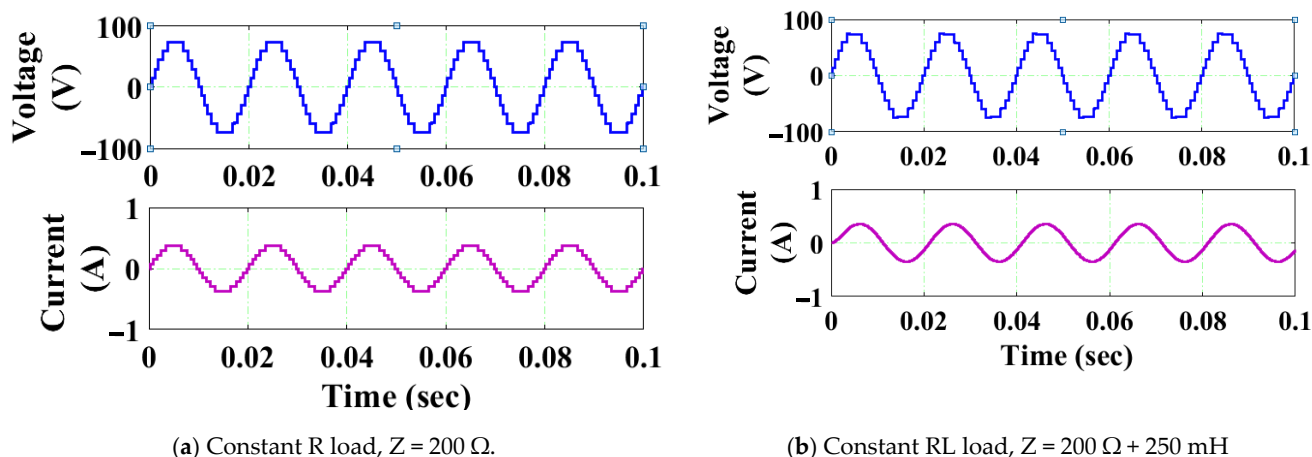 Voltage (V)
100
0
−100
0 0.02 0.04 0.06 0.08 0.1
Current (A)
1
0
−1
0 0.02 0.04 0.06 0.08 0.1
Time (sec)
(a) Constant R load, Z = 200 Ω.
Voltage (V)
100
0
−100
0 0.02 0.04 0.06 0.08 0.1
Current (A)
1
0
−1
0 0.02 0.04 0.06 0.08 0.1
Time (sec)
(b) Constant RL load, Z = 200 Ω + 250 mH